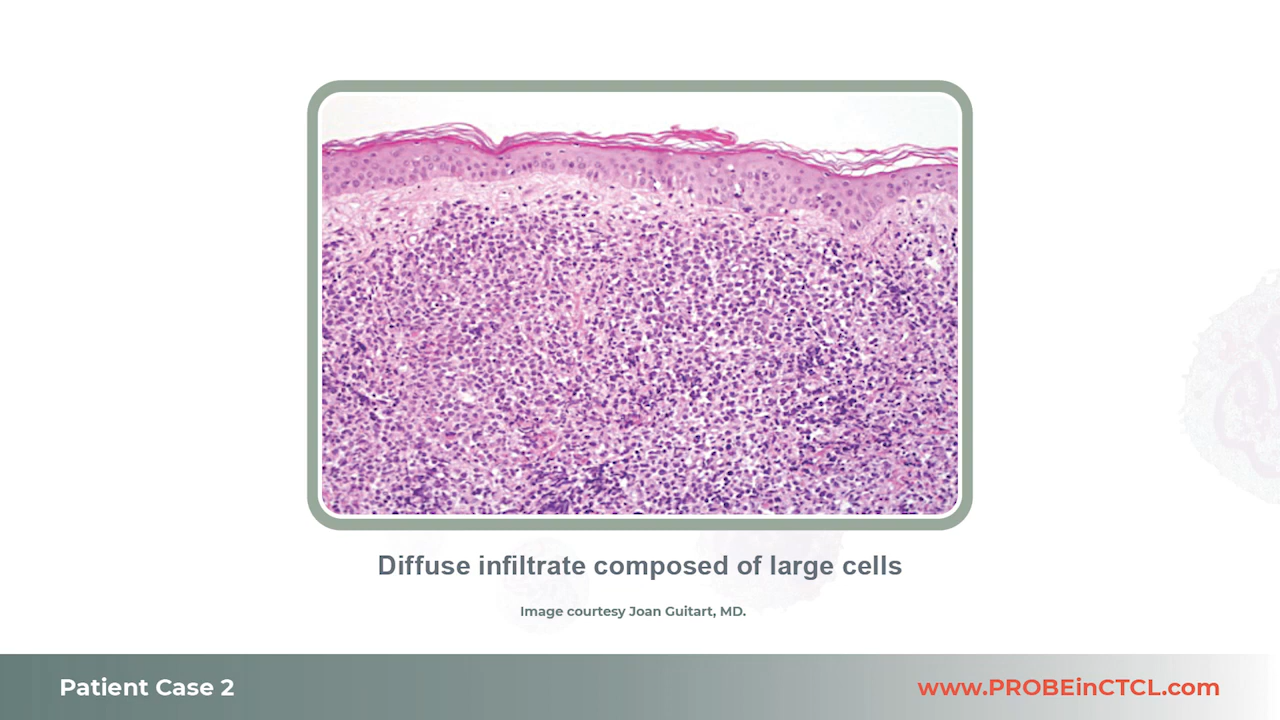 Diffuse infiltrate composed of large cells
Image courtesy Joan Guitart, MD.
Patient Case 2
www.PROBEinCTCL.com